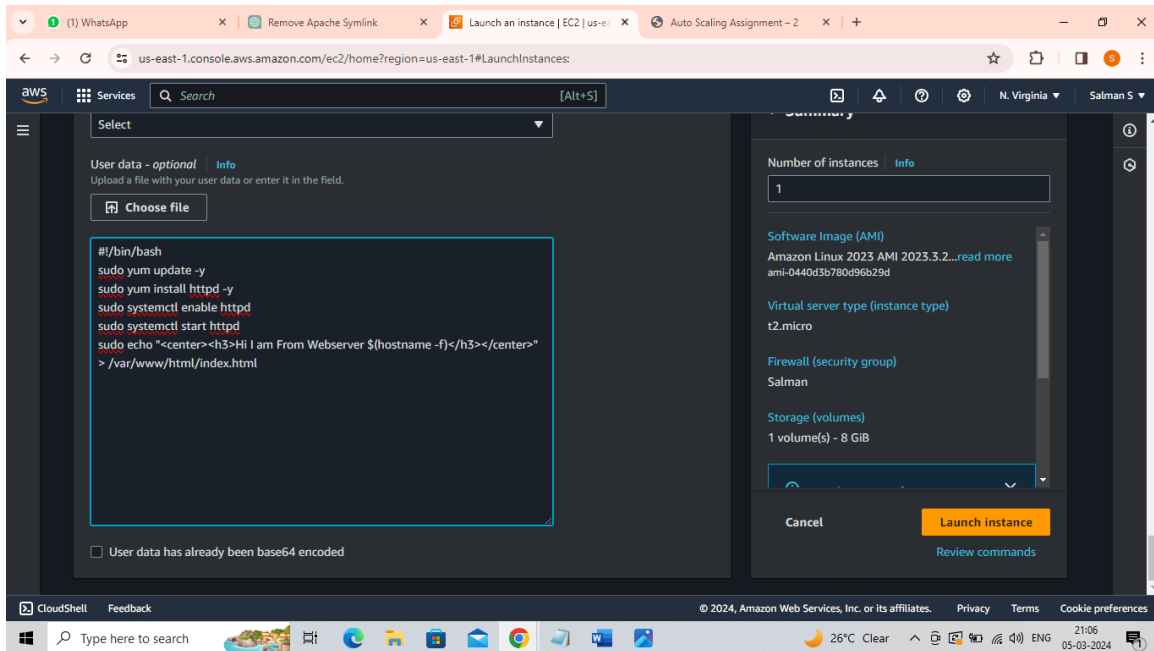 (1) WhatsApp
Remove Apache Symlink
Launch an instance | EC2 | us-ea
Auto Scaling Assignment – 2
us-east-1.console.aws.amazon.com/ec2/home?region=us-east-1#LaunchInstances:
S
aws
Services
Search
[Alt+S]
N. Virginia
Salman S
Select
Summary
User data - optional
Info
Upload a file with your user data or enter it in the field.
Choose file
#!/bin/bash
sudo yum update -y
sudo yum install httpd -y
sudo systemctl enable httpd
sudo systemctl start httpd
sudo echo "<center><h3>Hi I am From Webserver $(hostname -f)</h3></center>"
> /var/www/html/index.html
User data has already been base64 encoded
Number of instances
Info
1
Software Image (AMI)
Amazon Linux 2023 AMI 2023.3.2...read more
ami-0440d3b780d96b29d
Virtual server type (instance type)
t2.micro
Firewall (security group)
Salman
Storage (volumes)
1 volume(s) - 8 GiB
Cancel
Launch instance
Review commands
CloudShell
Feedback
© 2024, Amazon Web Services, Inc. or its affiliates.
Privacy
Terms
Cookie preferences
Type here to search
26°C Clear
ENG
21:06
05-03-2024
1